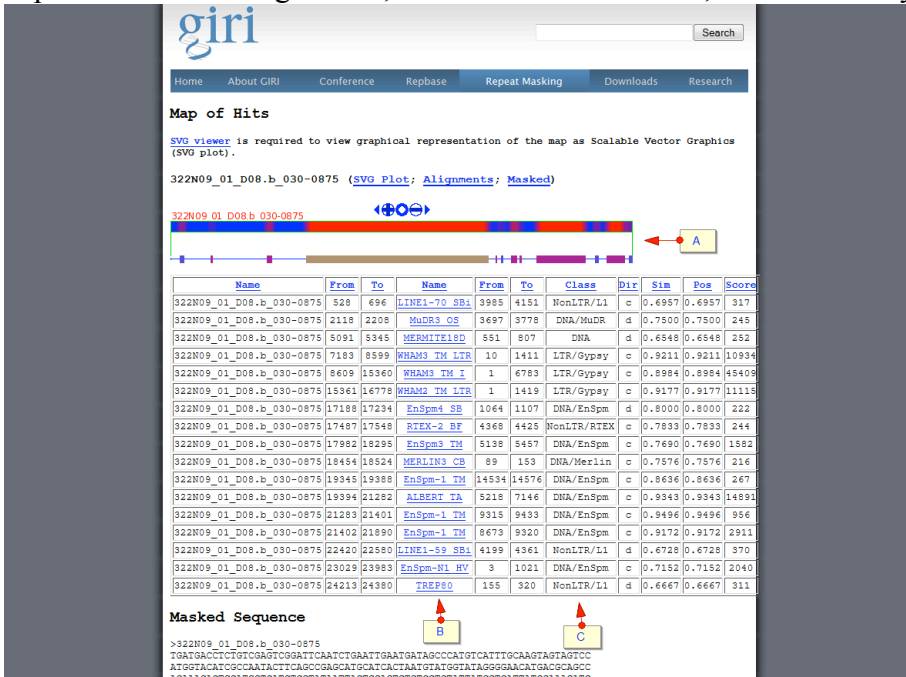 giri
Search
Home About GIRI Conference Repbase Repeat Masking Downloads Research
Map of Hits
SVG viewer is required to view graphical representation of the map as Scalable Vector Graphics
(SVG plot).
322N09_01_D08.b_030-0875 (SVG Plot; Alignments; Masked)
322N09_01_D08.b_030-0875
A
Name From To Name From To Class Dir Sim Pos Score
322N09_01_D08.b_030-0875 528 696 LINE1-70_SBi 3985 4151 NonLTR/L1 c 0.6957 0.6957 317
322N09_01_D08.b_030-0875 2118 2208 MuDR3_OS 3697 3778 DNA/MuDR d 0.7500 0.7500 245
322N09_01_D08.b_030-0875 5091 5345 MERMITE18D 551 807 DNA d 0.6548 0.6548 252
322N09_01_D08.b_030-0875 7183 8599 WHAM3_TM_LTR 10 1411 LTR/Gypsy c 0.9211 0.9211 10934
322N09_01_D08.b_030-0875 8609 15360 WHAM3_TM_I 1 6783 LTR/Gypsy c 0.8984 0.8984 45409
322N09_01_D08.b_030-0875 15361 16778 WHAM2_TM_LTR 1 1419 LTR/Gypsy c 0.9177 0.9177 11115
322N09_01_D08.b_030-0875 17188 17234 EnSpm4_SB 1064 1107 DNA/EnSpm d 0.8000 0.8000 222
322N09_01_D08.b_030-0875 17487 17548 RTEX-2_BF 4368 4425 NonLTR/RTEX c 0.7833 0.7833 244
322N09_01_D08.b_030-0875 17982 18295 EnSpm3_TM 5138 5457 DNA/EnSpm c 0.7690 0.7690 1582
322N09_01_D08.b_030-0875 18454 18524 MERLIN3_CB 89 153 DNA/Merlin c 0.7576 0.7576 216
322N09_01_D08.b_030-0875 19345 19388 EnSpm-1_TM 14534 14576 DNA/EnSpm c 0.8636 0.8636 267
322N09_01_D08.b_030-0875 19394 21282 ALBERT_TA 5218 7146 DNA/EnSpm c 0.9343 0.9343 14891
322N09_01_D08.b_030-0875 21283 21401 EnSpm-1_TM 9315 9433 DNA/EnSpm c 0.9496 0.9496 956
322N09_01_D08.b_030-0875 21402 21890 EnSpm-1_TM 8673 9320 DNA/EnSpm c 0.9172 0.9172 2911
322N09_01_D08.b_030-0875 22420 22580 LINE1-59_SBi 4199 4361 NonLTR/L1 d 0.6728 0.6728 370
322N09_01_D08.b_030-0875 23029 23983 EnSpm-N1_HV 3 1021 DNA/EnSpm c 0.7152 0.7152 2040
322N09_01_D08.b_030-0875 24213 24380 TREP80 155 320 NonLTR/L1 d 0.6667 0.6667 311
Masked Sequence
B
C
>322N09_01_D08.b_030-0875
TGATGACCTCTGTCGAGTCGGATTCAATCTGAATTGAATGATAGCCCATGTCATTTGCAAGTAGTAGTCC
ATGGTACATCGCCAATACTTCAGCCGAGCATGCATCACTAATGTATGGTATAGGGGAACATGACGCAGCC